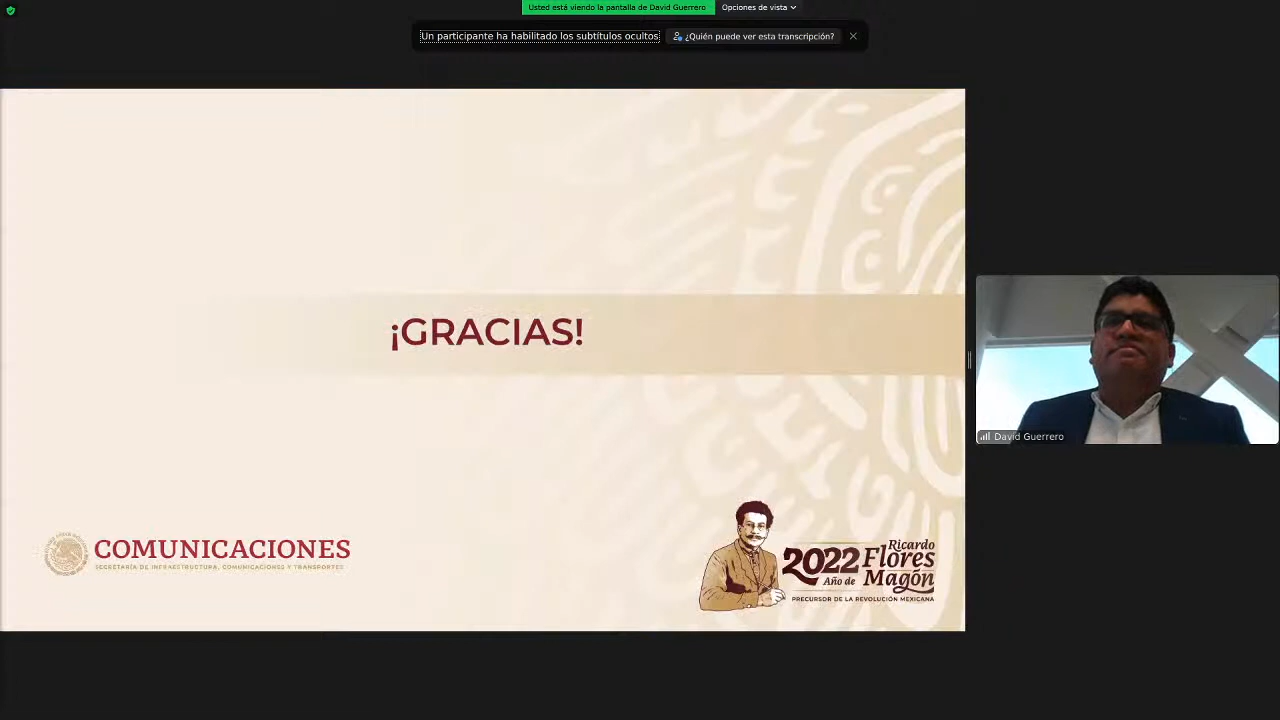 Usted está viendo la pantalla de David Guerrero
Opciones de vista
Un participante ha habilitado los subtítulos ocultos
¿Quién puede ver esta transcripción?
¡GRACIAS!
David Guerrero
COMUNICACIONES
SECRETARÍA DE INFRAESTRUCTURA, COMUNICACIONES Y TRANSPORTES
2022 Ricardo
Año de Flores
Magón
PRECURSOR DE LA REVOLUCIÓN MEXICANA